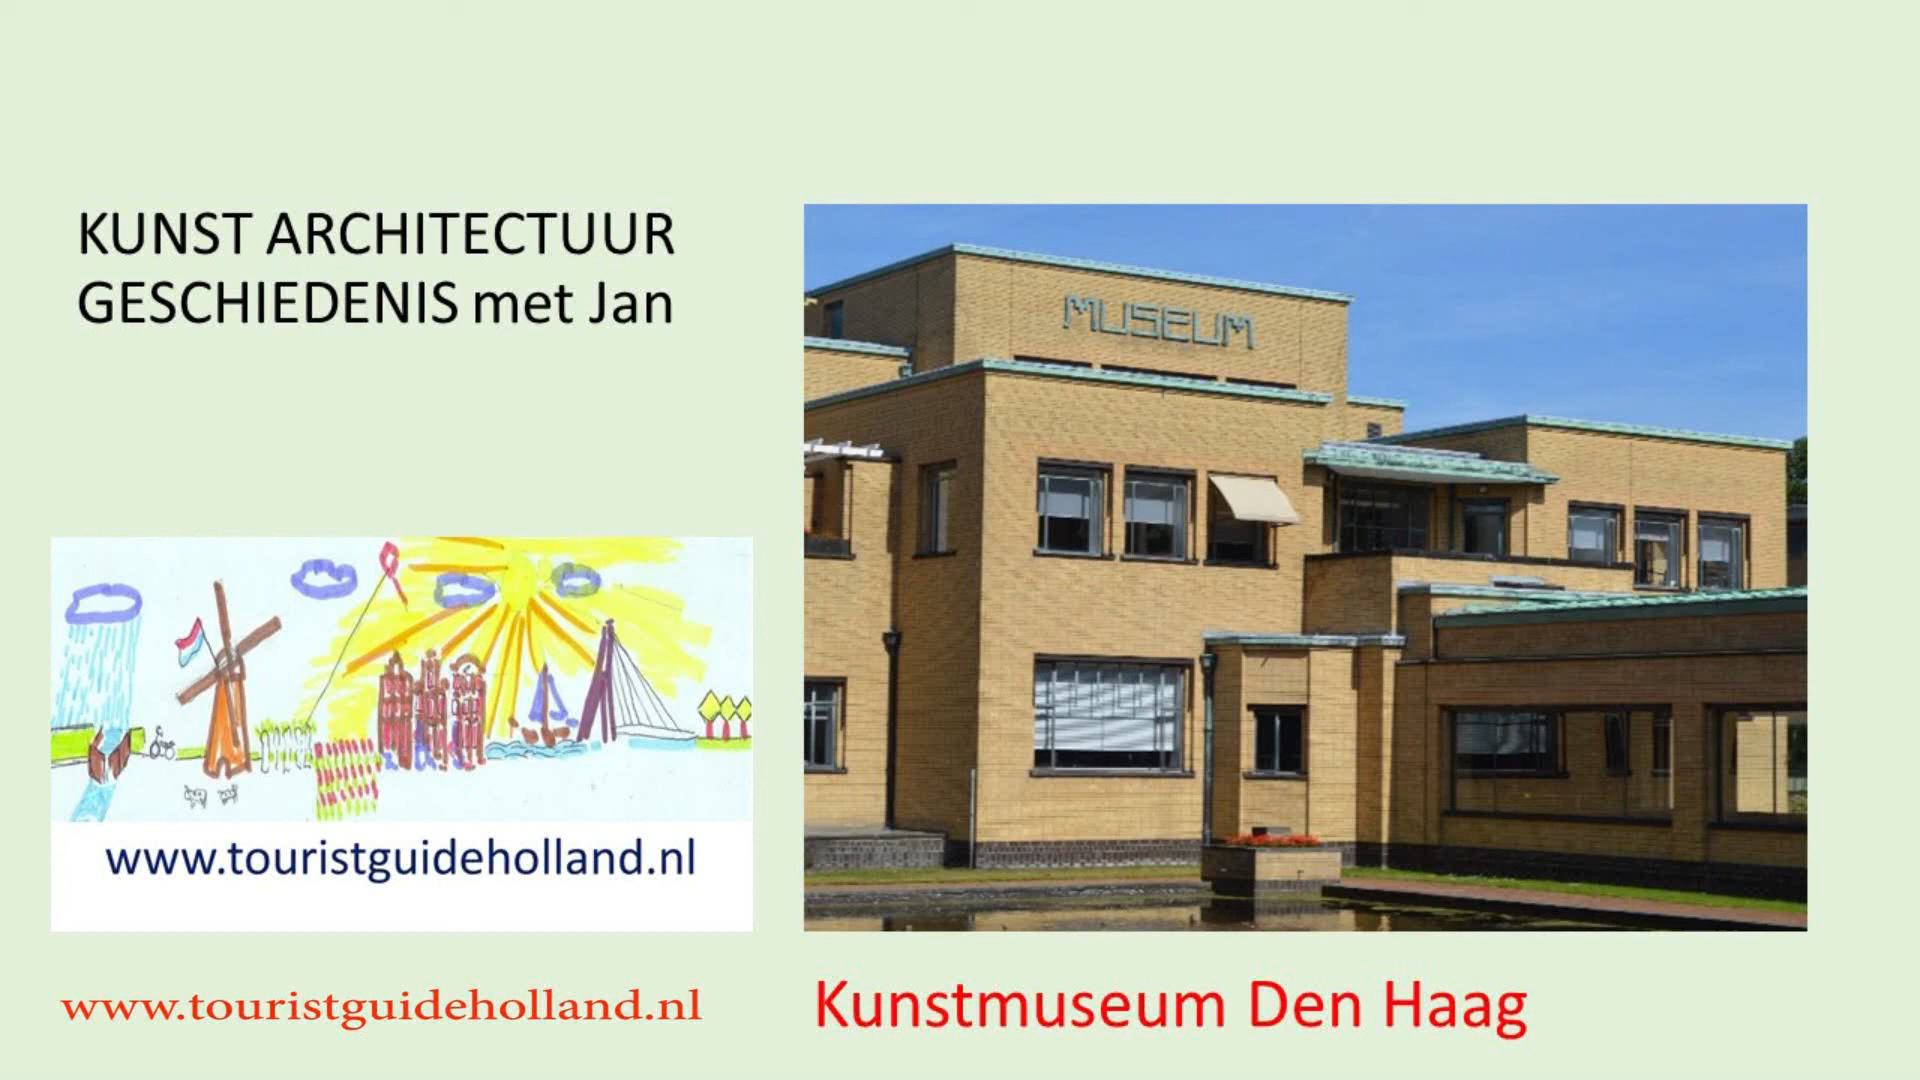 KUNST ARCHITECTUUR
GESCHIEDENIS met Jan
MUSEUM
www.touristguideholland.nl
www.touristguideholland.nl
Kunstmuseum Den Haag